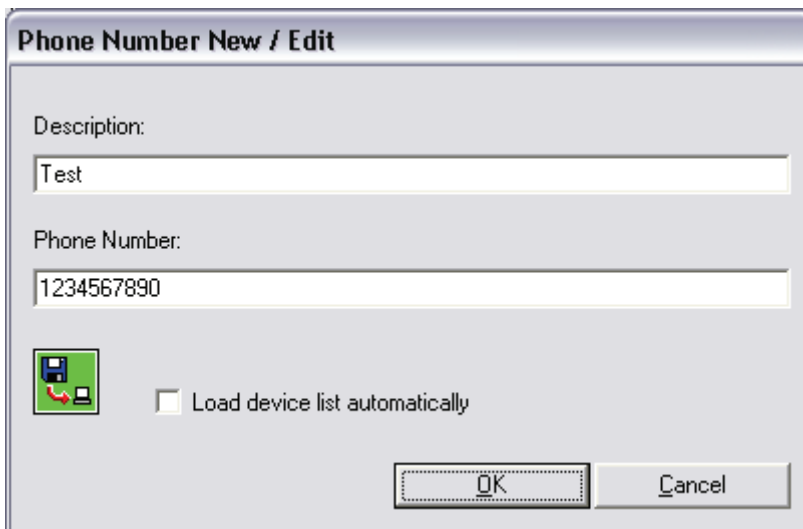 Phone Number New / Edit
Description:
Test
Phone Number:
1234567890
Load device list automatically
OK Cancel